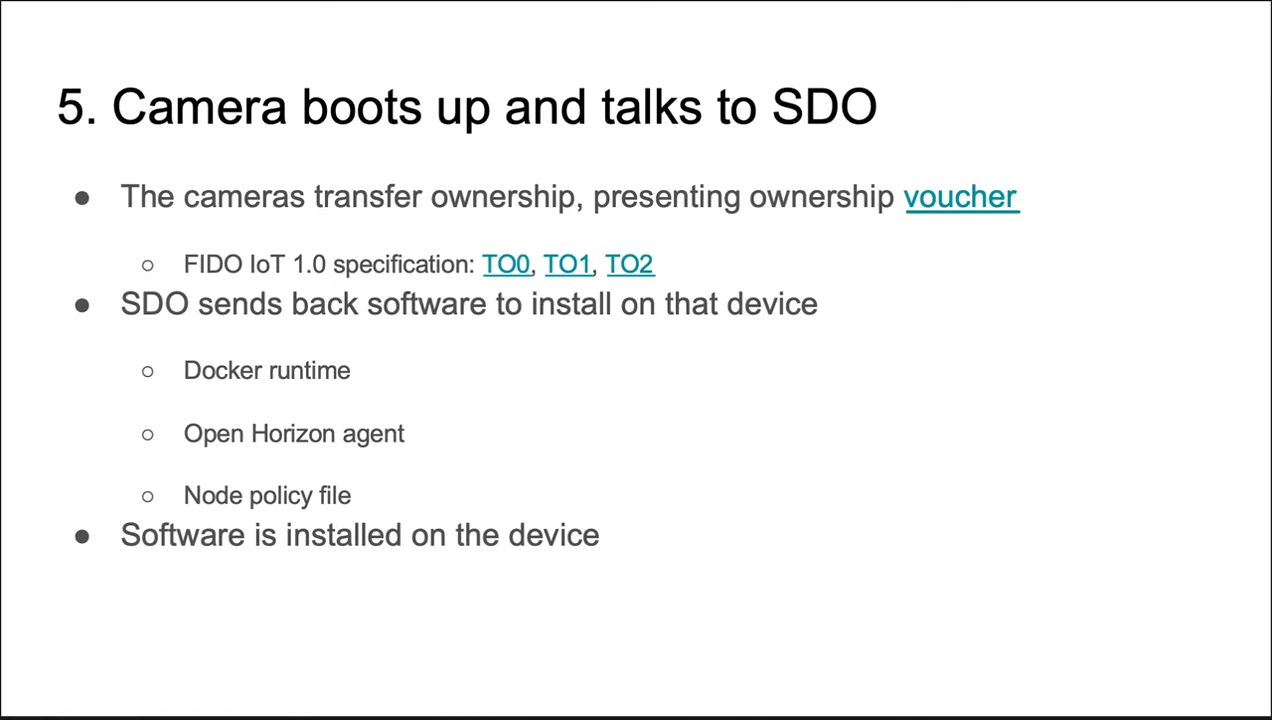 5. Camera boots up and talks to SDO
● The cameras transfer ownership, presenting ownership voucher
○ FIDO IoT 1.0 specification: TO0, TO1, TO2
● SDO sends back software to install on that device
○ Docker runtime
○ Open Horizon agent
○ Node policy file
● Software is installed on the device